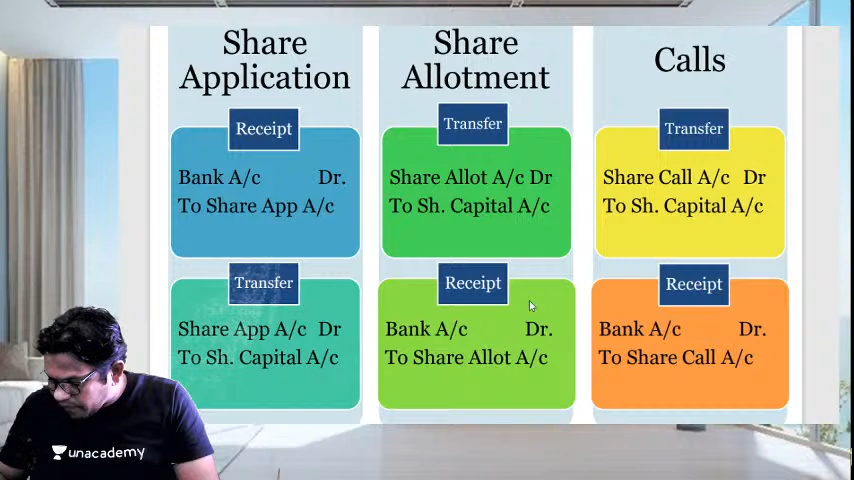 Share
Application
Receipt
Bank A/c Dr.
To Share App A/c
Transfer
Share App A/c Dr
To Sh. Capital A/c
Share
Allotment
Transfer
Share Allot A/c Dr
To Sh. Capital A/c
Receipt
Bank A/c Dr.
To Share Allot A/c
Calls
Transfer
Share Call A/c Dr
To Sh. Capital A/c
Receipt
Bank A/c Dr.
To Share Call A/c
unacademy